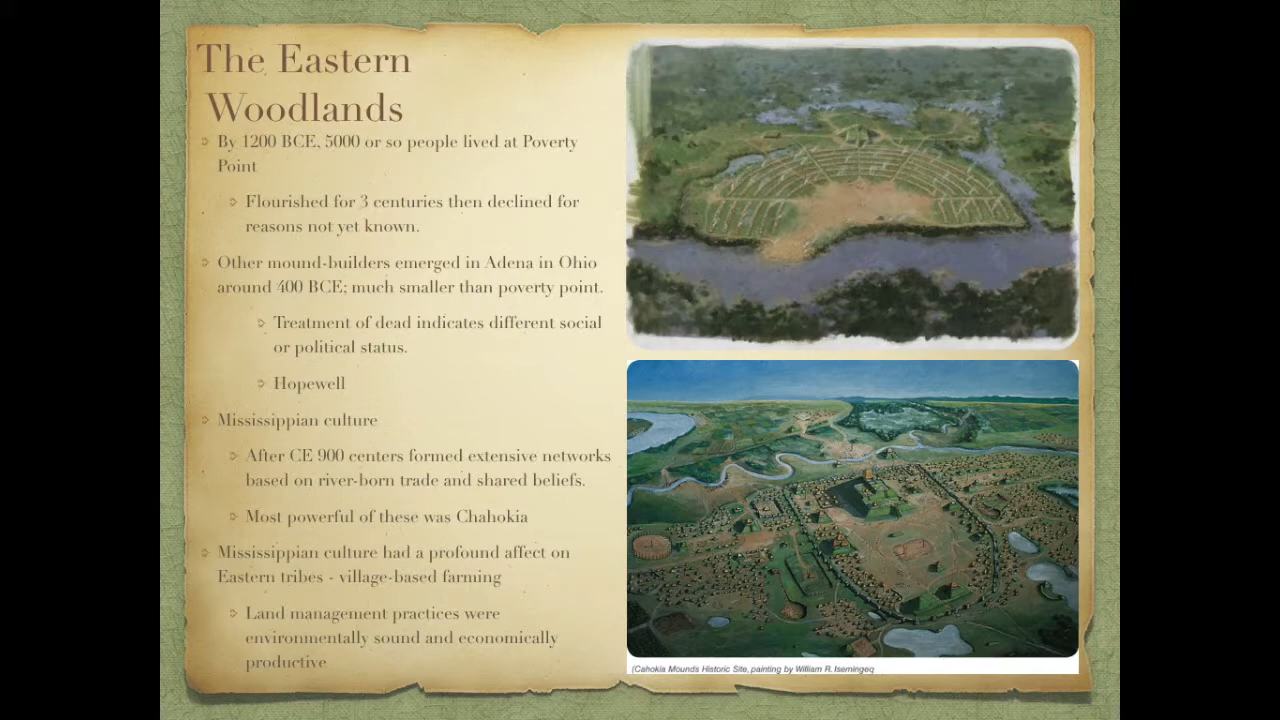 The Eastern
Woodlands
By 1200 BCE, 5000 or so people lived at Poverty
Point
Flourished for 3 centuries then declined for
reasons not yet known.
Other mound-builders emerged in Adena in Ohio
around 400 BCE; much smaller than poverty point.
Treatment of dead indicates different social
or political status.
Hopewell
Mississippian culture
After CE 900 centers formed extensive networks
based on river-born trade and shared beliefs.
Most powerful of these was Chahokia
Mississippian culture had a profound affect on
Eastern tribes - village-based farming
Land management practices were
environmentally sound and economically
productive
(Cahokia Mounds Historic Site, painting by William R. Isemingeq